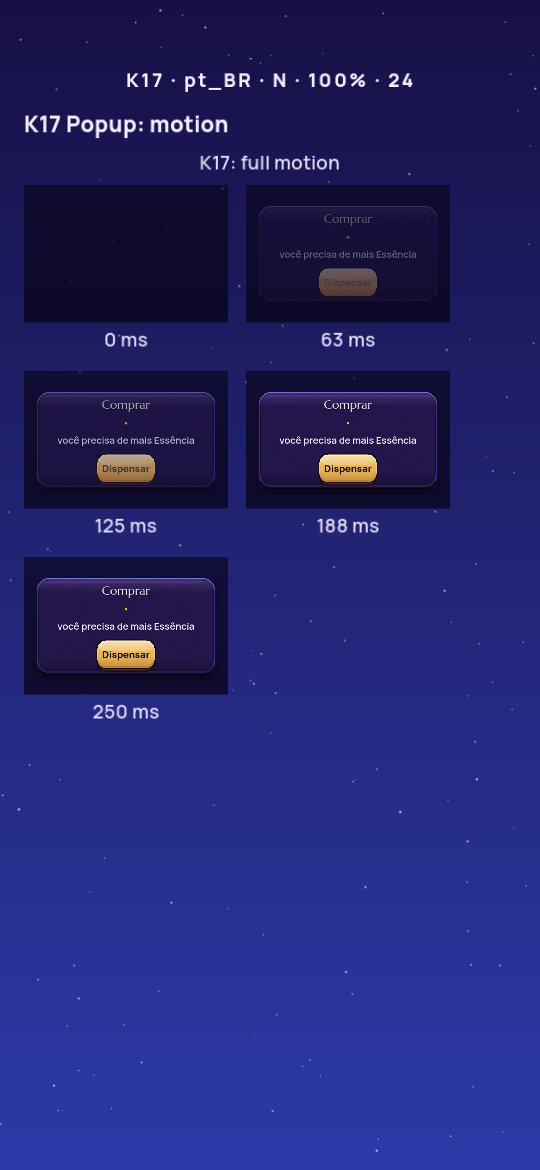 K17 · pt_BR · N · 100% · 24
K17 Popup: motion
K17: full motion
Comprar
você precisa de mais Essência
Dispensar
0 ms
63 ms
Comprar
você precisa de mais Essência
Dispensar
Comprar
você precisa de mais Essência
Dispensar
125 ms
188 ms
Comprar
você precisa de mais Essência
Dispensar
250 ms